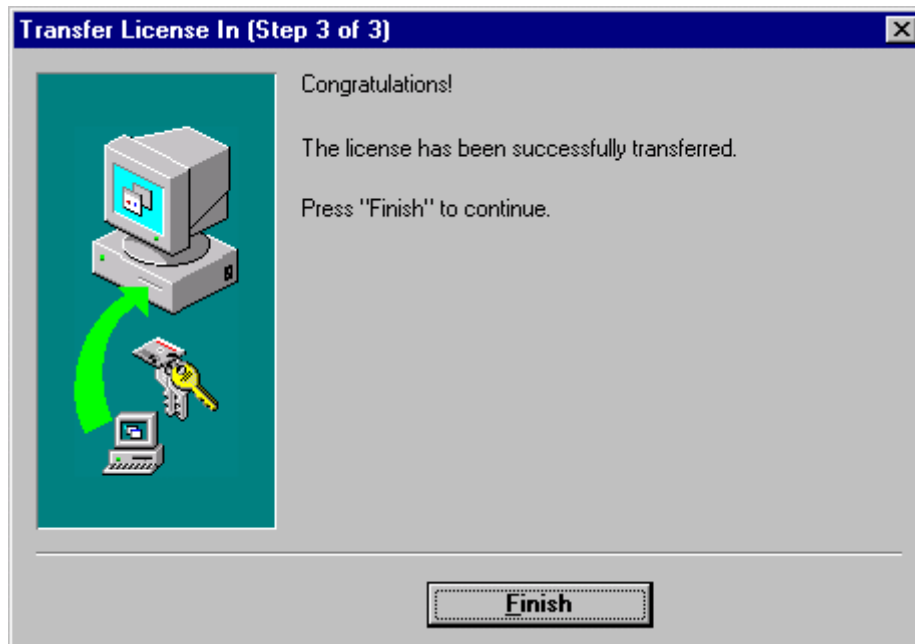 Transfer License In (Step 3 of 3)
Congratulations!
The license has been successfully transferred.
Press "Finish" to continue.
Finish